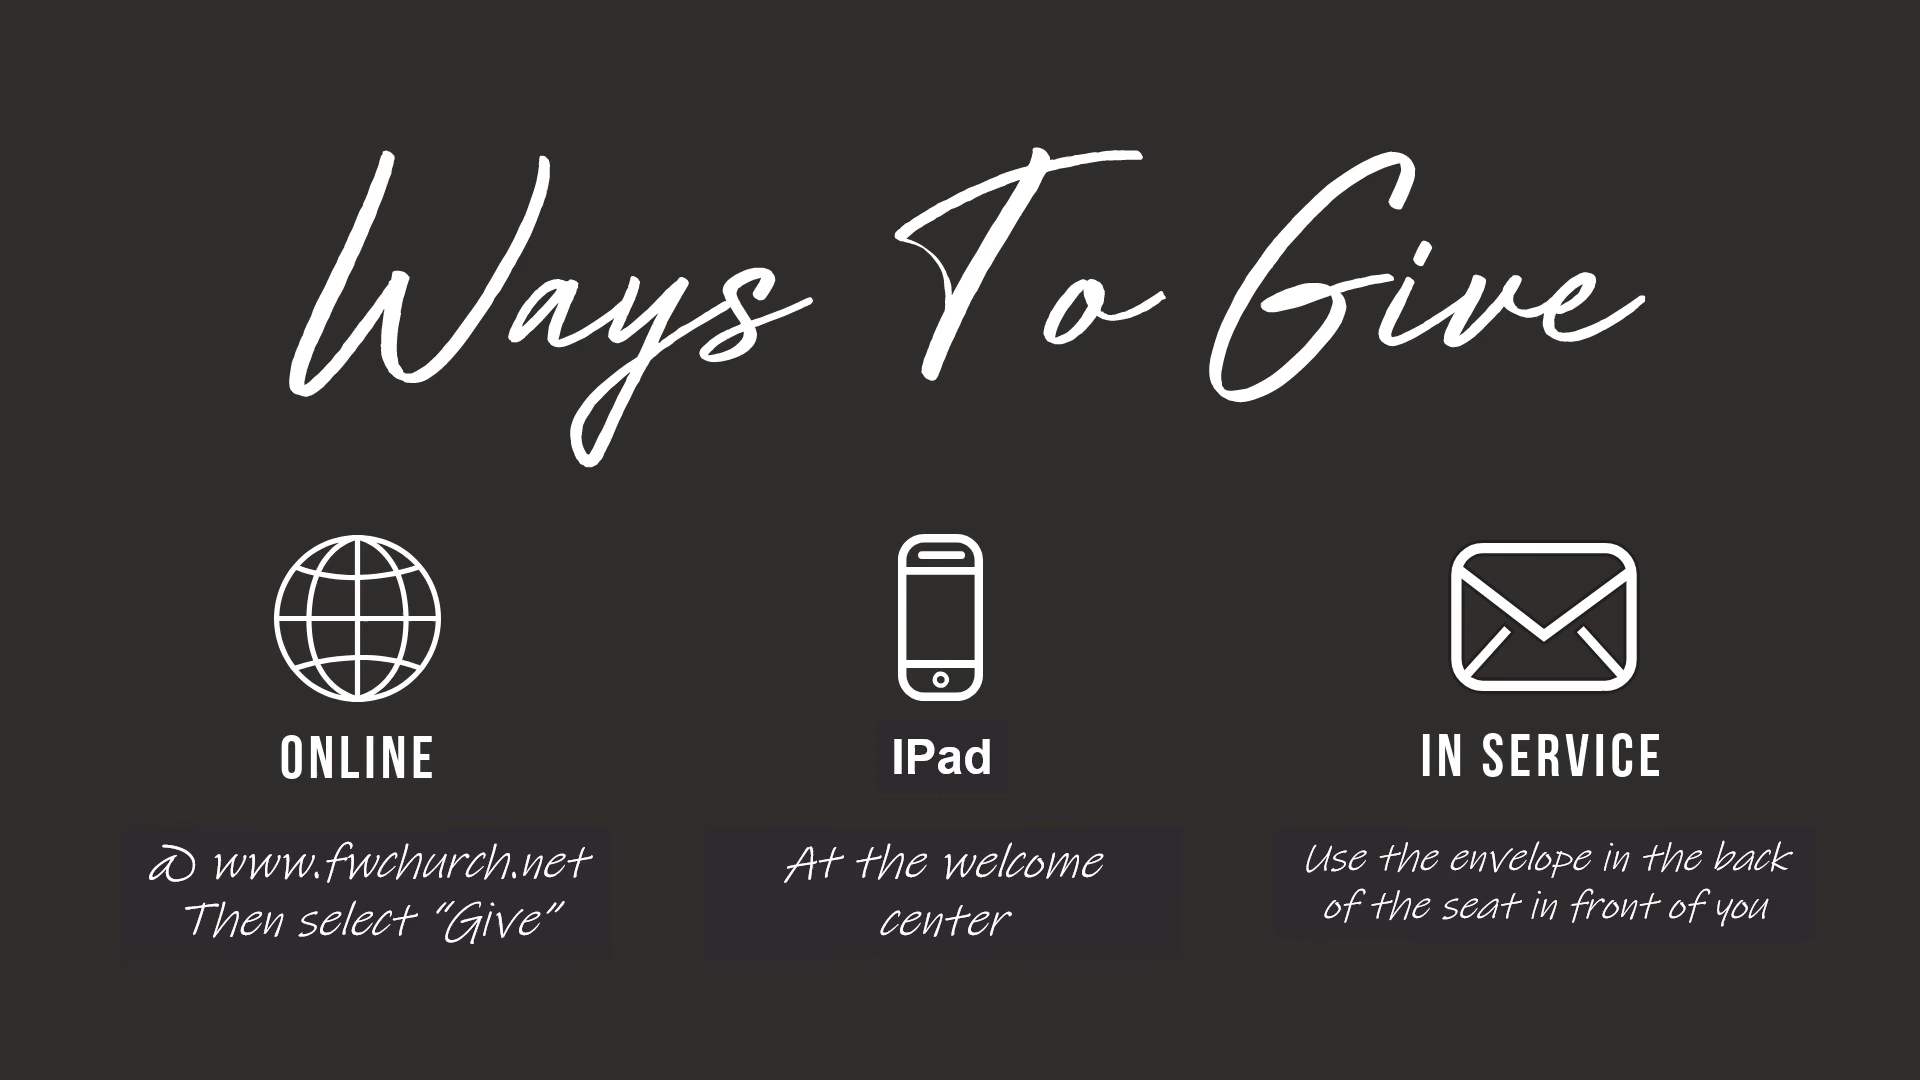 Ways To Give
ONLINE
@ www.fwchurch.net
Then select “Give”
IPad
At the welcome
center
IN SERVICE
Use the envelope in the back
of the seat in front of you